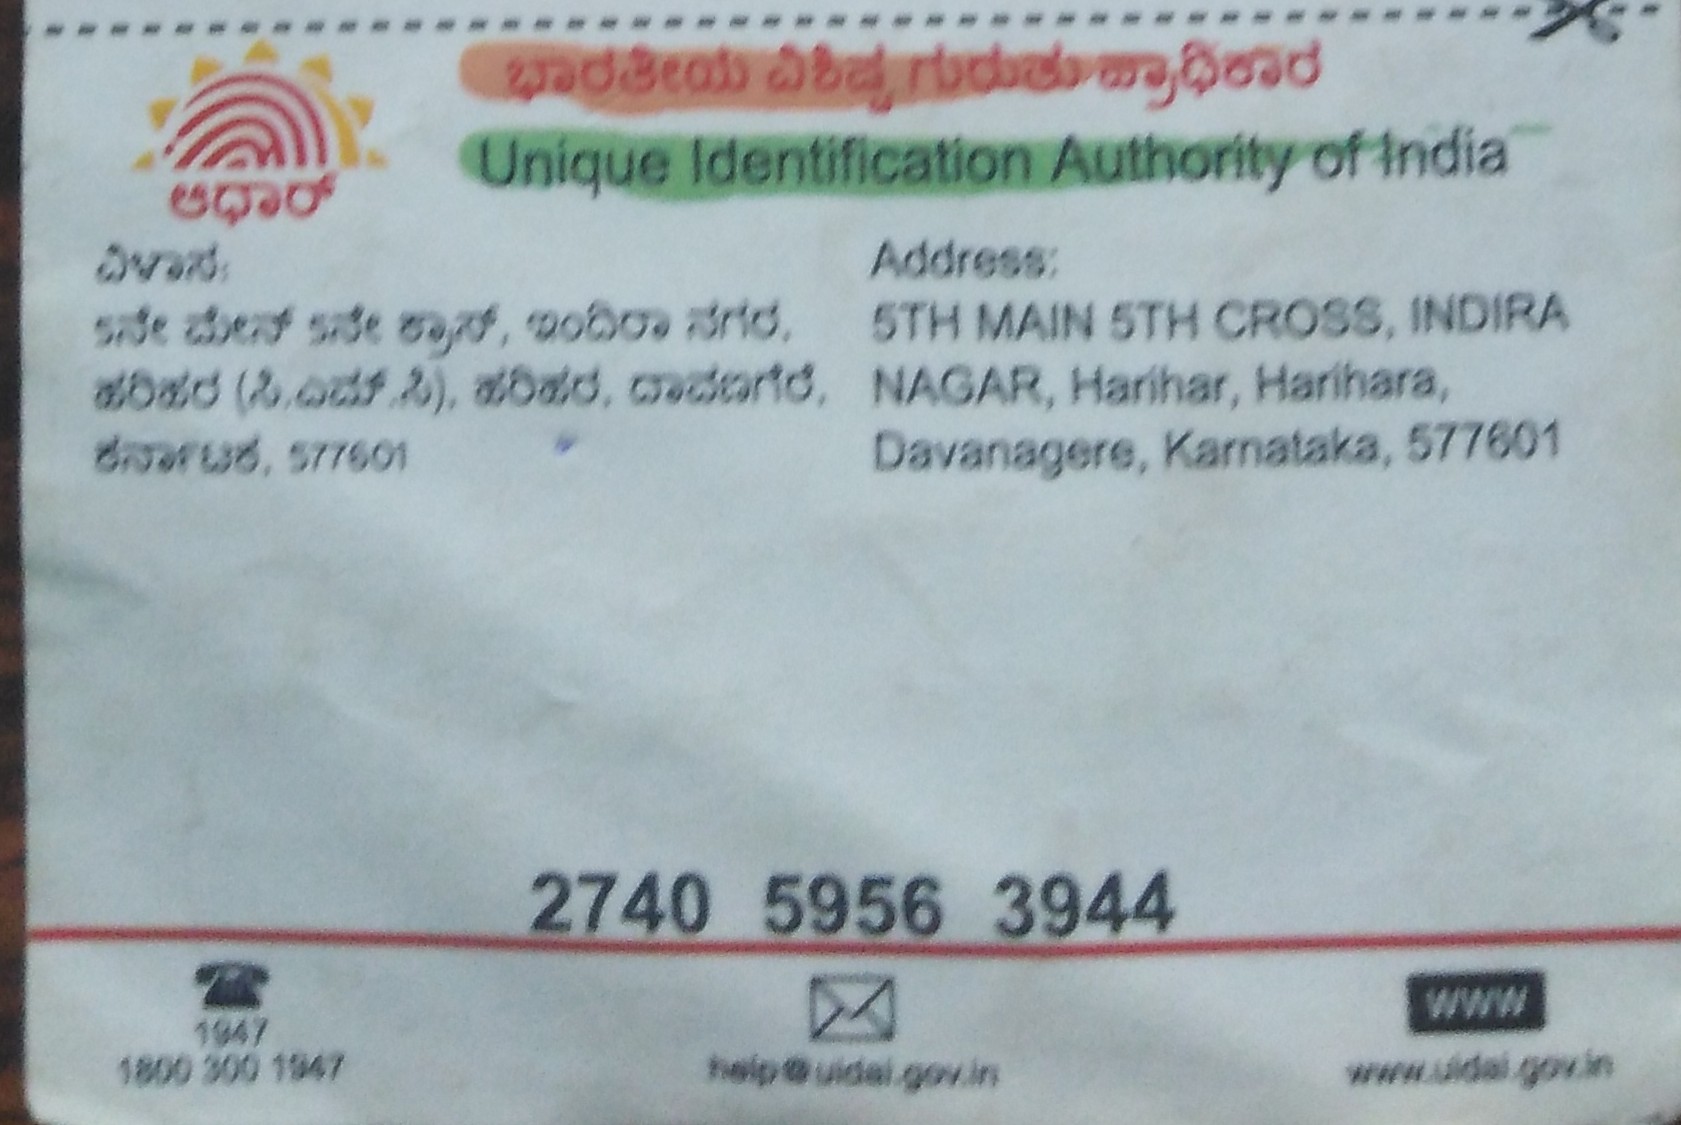 ಭಾರತೀಯ ವಿಶಿಷ್ಟ ಗುರುತು ಪ್ರಾಧಿಕಾರ
Unique Identification Authority of India
ಆಧಾರ್
ವಿಳಾಸ:
5ನೇ ಮೇನ್ 5ನೇ ಕ್ರಾಸ್, ಇಂದಿರಾ ನಗರ,
ಹರಿಹರ (ಸಿ.ಎಮ್.ಸಿ), ಹರಿಹರ, ದಾವಣಗೆರೆ,
ಕರ್ನಾಟಕ, 577601
Address:
5TH MAIN 5TH CROSS, INDIRA
NAGAR, Harihar, Harihara,
Davanagere, Karnataka, 577601
2740 5956 3944
1947
1800 300 1947
help@uidai.gov.in
WWW
www.uidai.gov.in